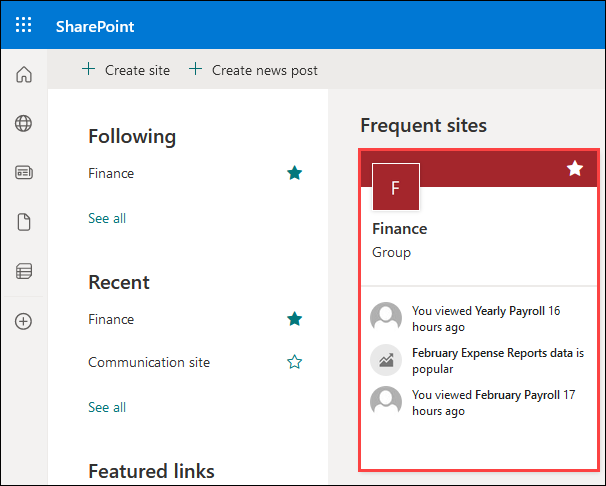 SharePoint
Create site
Create news post
Following
Finance
See all
Recent
Finance
Communication site
See all
Featured links
Frequent sites
F
Finance
Group
You viewed Yearly Payroll 16
hours ago
February Expense Reports data is
popular
You viewed February Payroll 17
hours ago